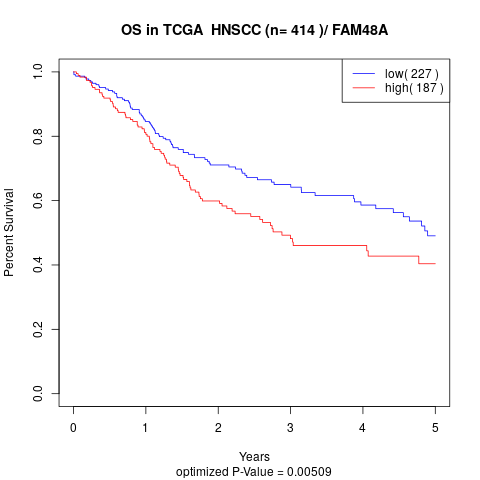 OS in TCGA  HNSCC (n= 414 )/ FAM48A
low( 227 )
high( 187 )
Percent Survival
1.0
0.8
0.6
0.4
0.2
0.0
0 1 2 3 4 5
Years
optimized P-Value = 0.00509